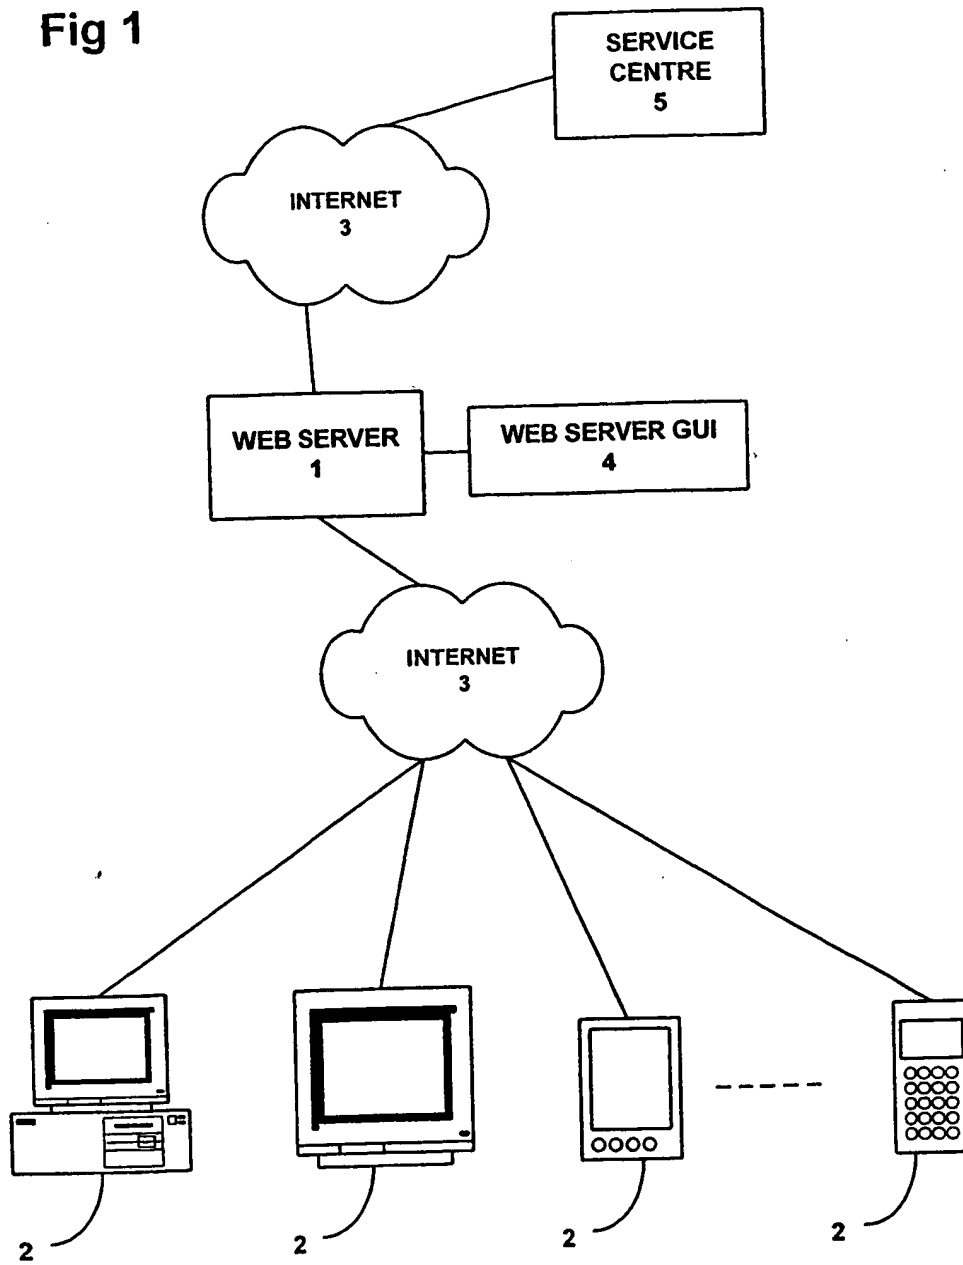 Fig 1
SERVICE
CENTRE
5
INTERNET
3
WEB SERVER
1
WEB SERVER GUI
4
INTERNET
3
2
2
2
2